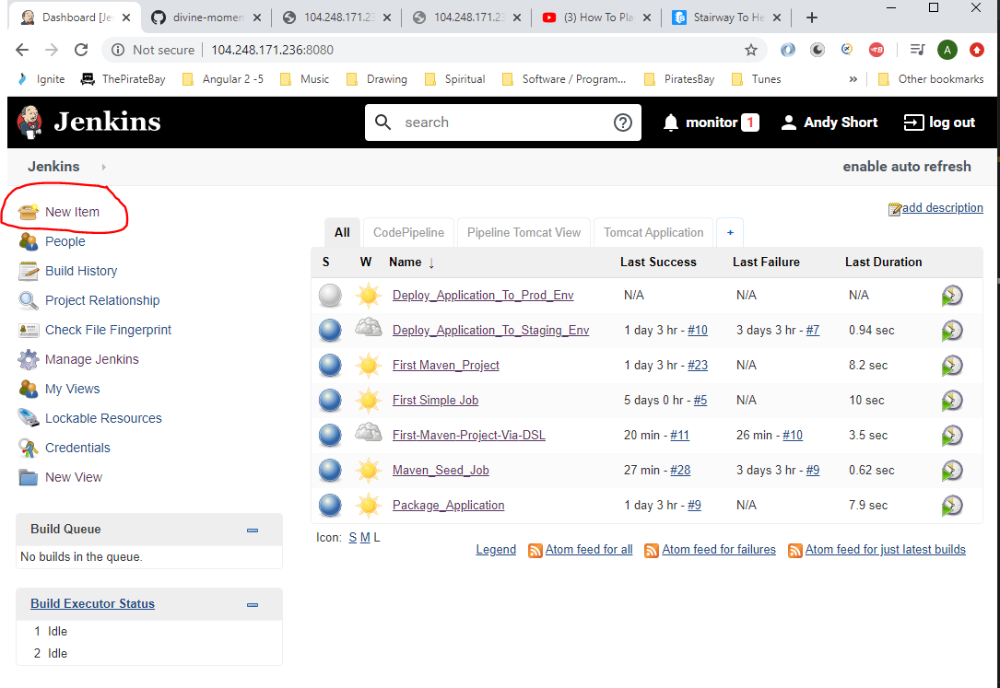 Dashboard [Jen
divine-momen
104.248.171.23
104.248.171.23
(3) How To Pla
Stairway To He
Not secure 104.248.171.236:8080
A
Ignite ThePirateBay Angular 2 -5 Music Drawing Spiritual Software / Program... PiratesBay Tunes » Other bookmarks
Jenkins search monitor 1 Andy Short log out
Jenkins enable auto refresh
New Item
People
Build History
Project Relationship
Check File Fingerprint
Manage Jenkins
My Views
Lockable Resources
Credentials
New View
Build Queue
No builds in the queue.
Build Executor Status
1 Idle
2 Idle
add description
All CodePipeline Pipeline Tomcat View Tomcat Application +
S W Name ↓ Last Success Last Failure Last Duration
Deploy_Application_To_Prod_Env N/A N/A N/A
Deploy_Application_To_Staging_Env 1 day 3 hr - #10 3 days 3 hr - #7 0.94 sec
First Maven_Project 1 day 3 hr - #23 N/A 8.2 sec
First Simple Job 5 days 0 hr - #5 N/A 10 sec
First-Maven-Project-Via-DSL 20 min - #11 26 min - #10 3.5 sec
Maven_Seed_Job 27 min - #28 3 days 3 hr - #9 0.62 sec
Package_Application 1 day 3 hr - #9 N/A 7.9 sec
Icon: S M L
Legend Atom feed for all Atom feed for failures Atom feed for just latest builds